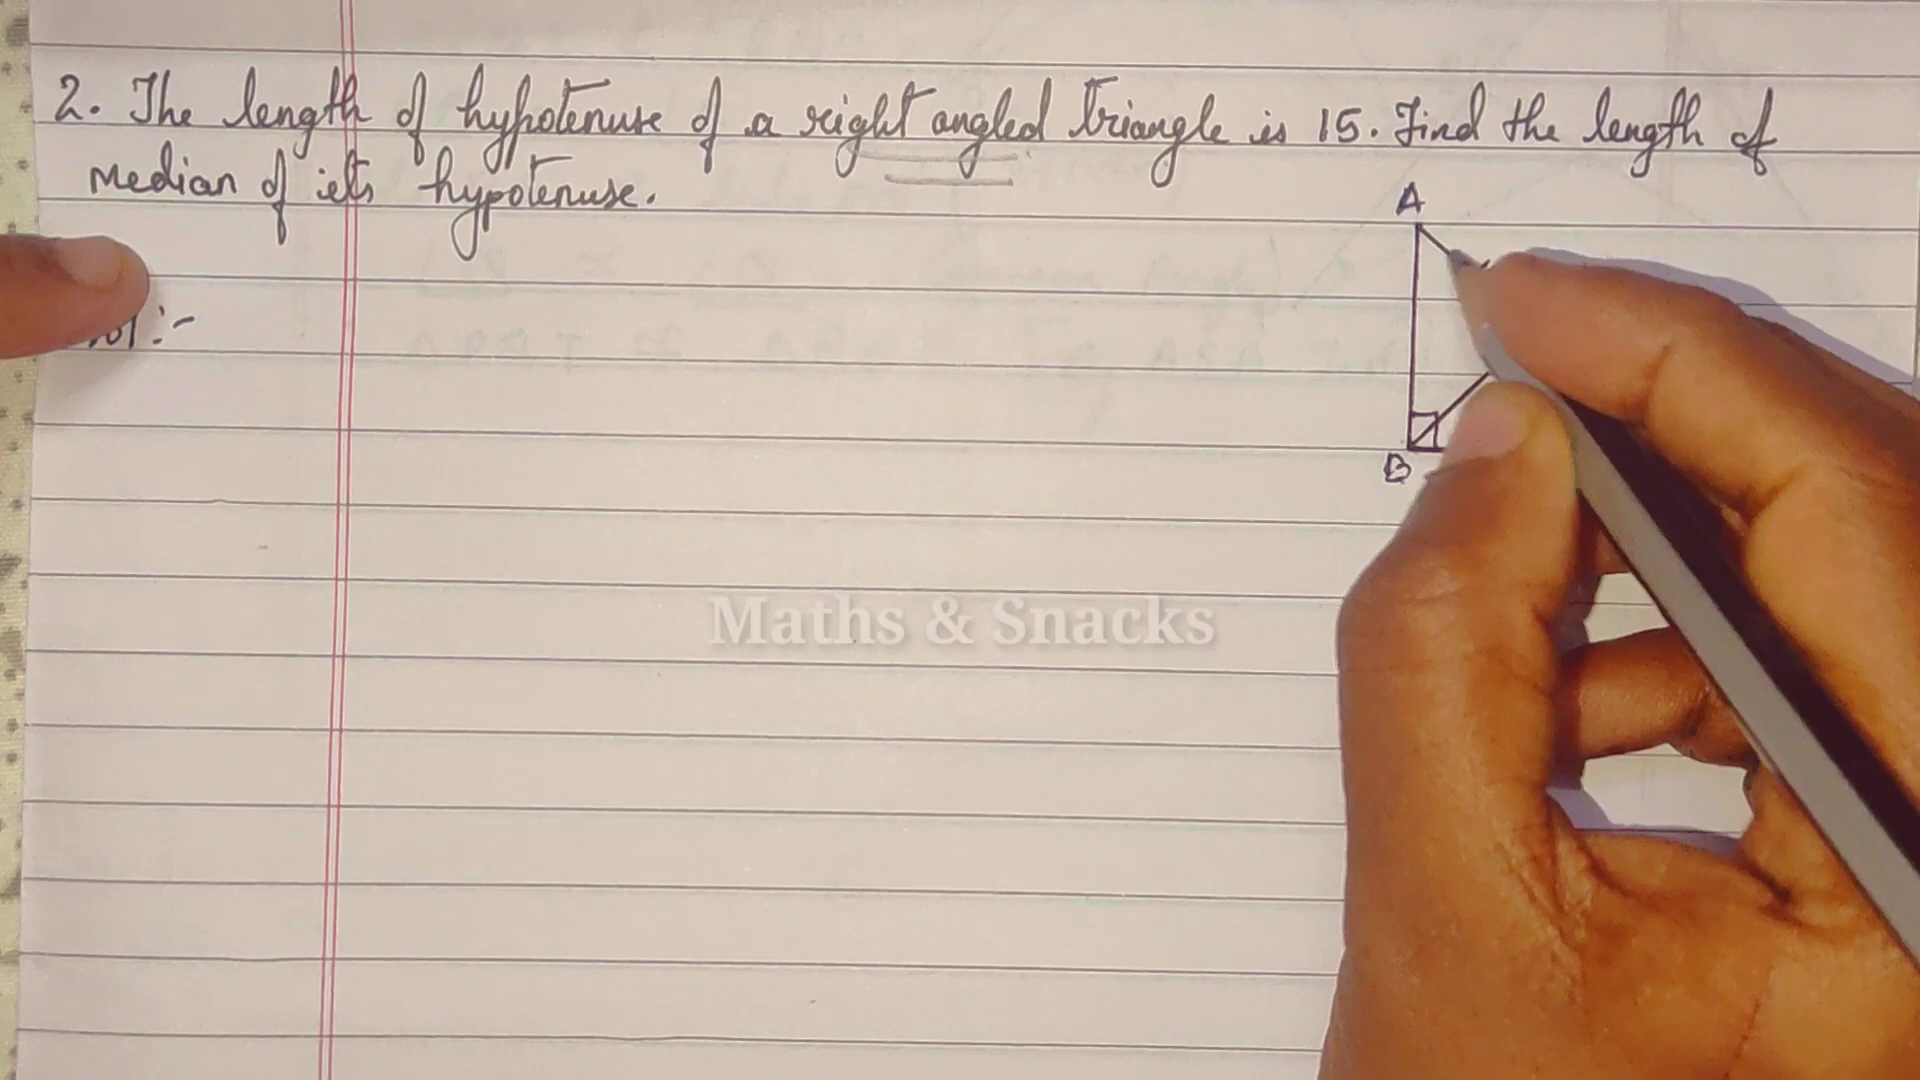 2. The length of hypotenuse of a right angled triangle is 15. Find the length of
median of its hypotenuse.
A
:-
B
Maths & Snacks